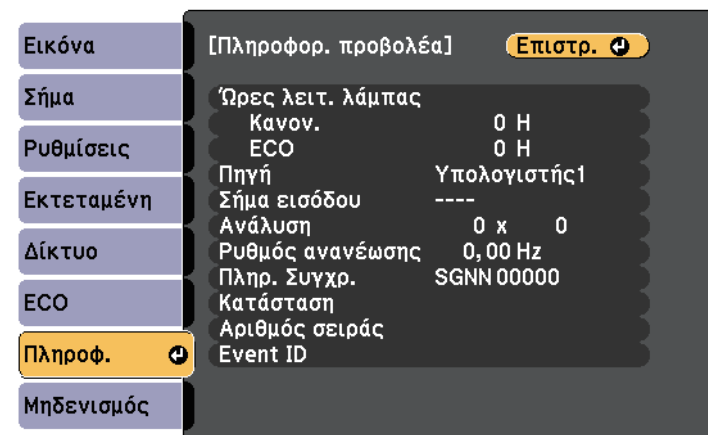 Εικόνα
Σήμα
Ρυθμίσεις
Εκτεταμένη
Δίκτυο
ECO
Πληροφ.
Μηδενισμός
[Πληροφορ. προβολέα] Επιστρ.
Ώρες λειτ. λάμπας
Κανον. 0 H
ECO 0 H
Πηγή Υπολογιστής1
Σήμα εισόδου ----
Ανάλυση 0 x 0
Ρυθμός ανανέωσης 0,00 Hz
Πληρ. Συγχρ. SGNN 00000
Κατάσταση
Αριθμός σειράς
Event ID